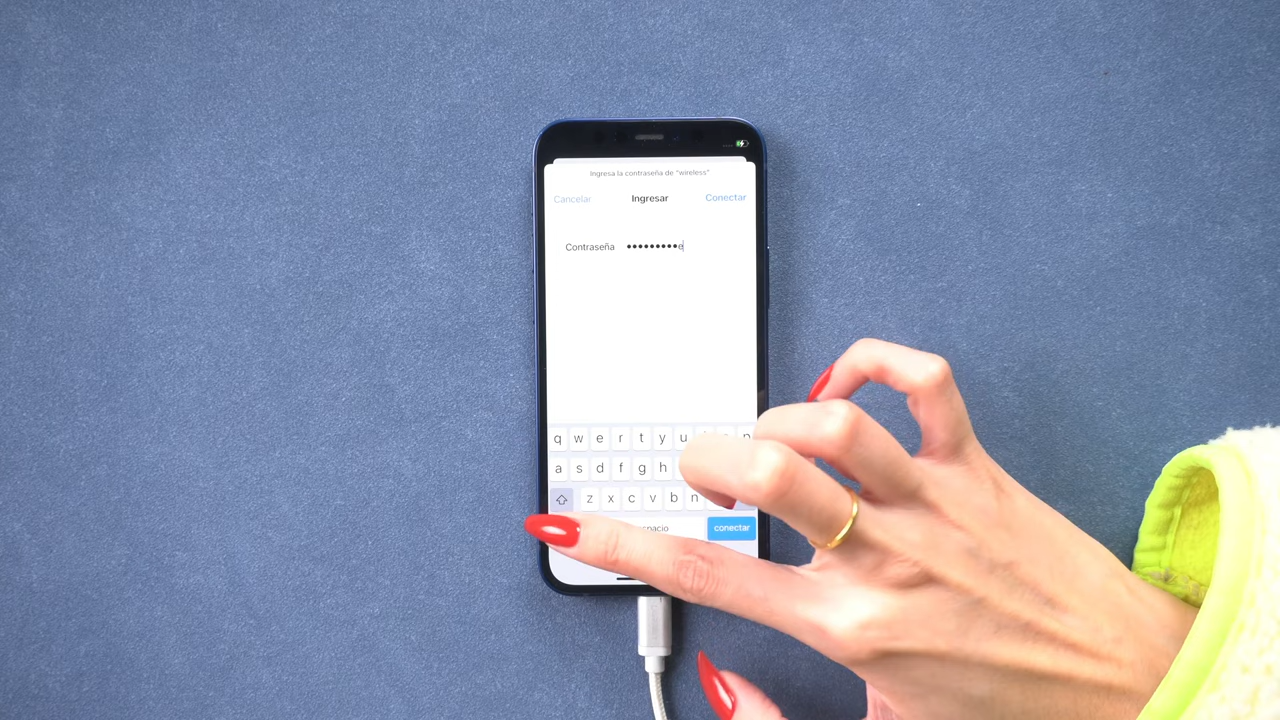 Ingresa la contraseña de "wireless"
Cancelar Ingresar Conectar
Contraseña •••••••••e
q w e r t y u
a s d f g h
z x c v b n
conectar